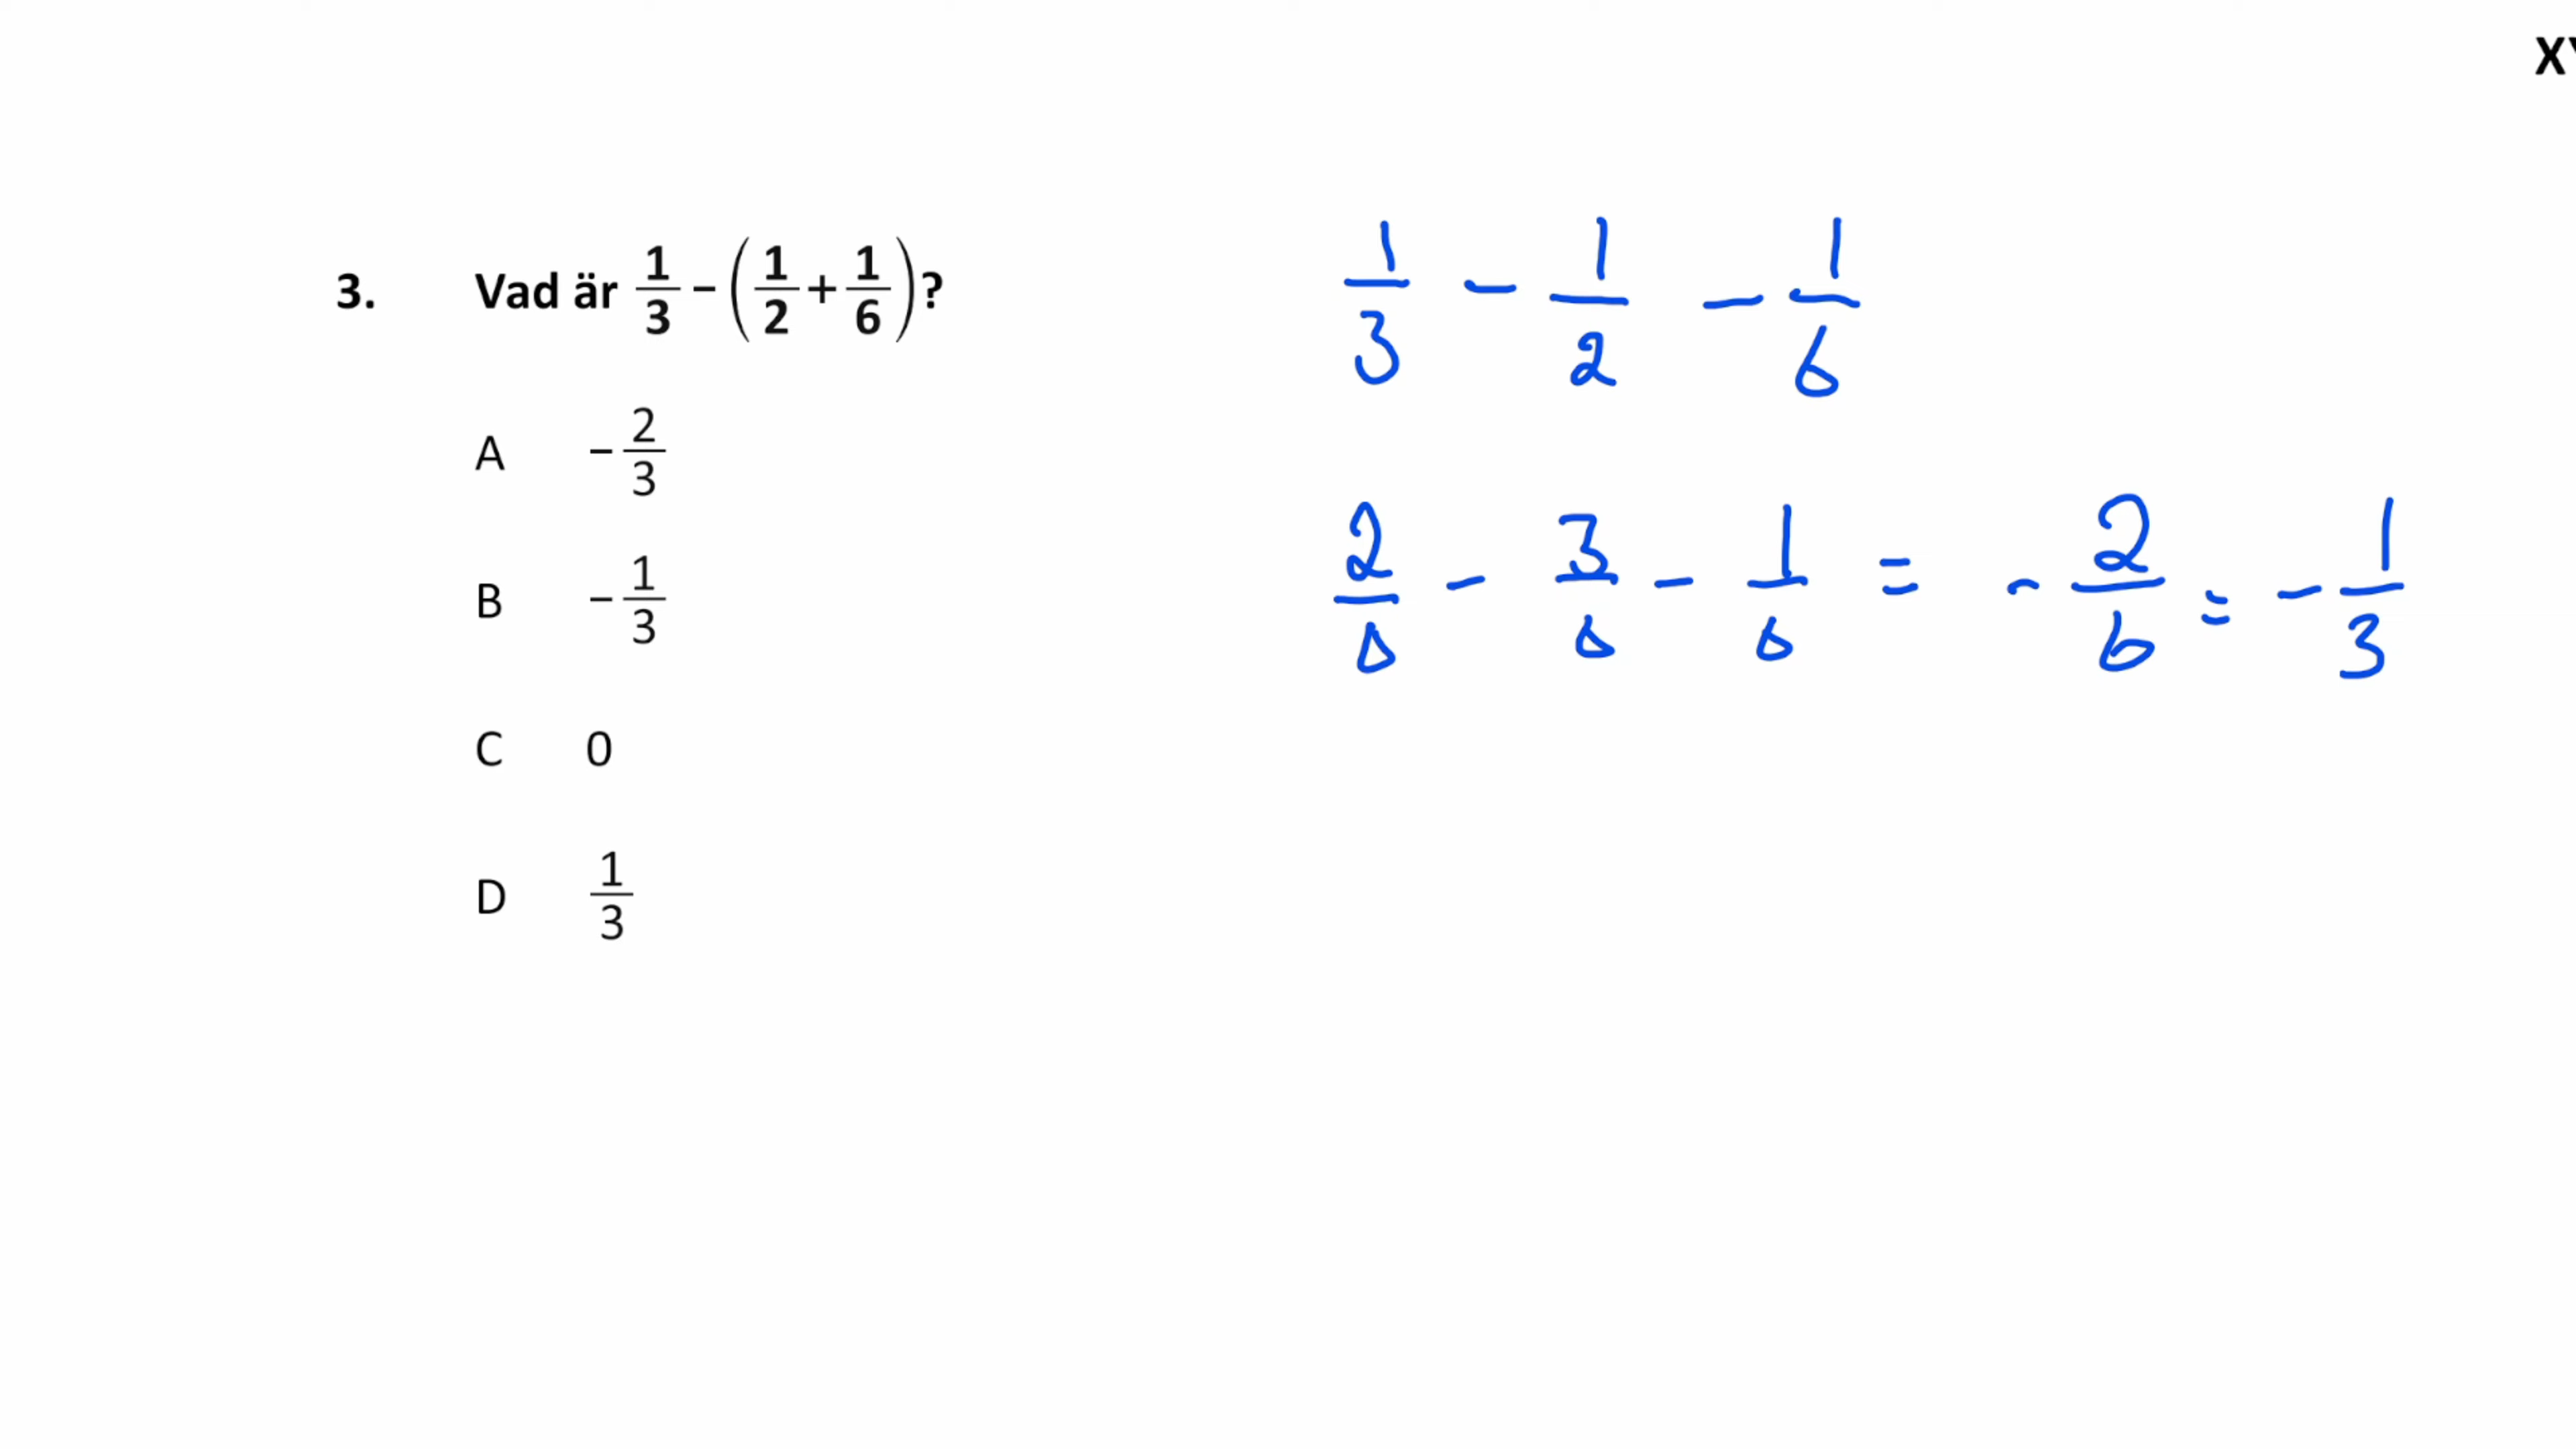 XY
3. Vad är 1/3 − (1/2 + 1/6)?
A −2/3
B −1/3
C 0
D 1/3
1/3 − 1/2 − 1/6
2/6 − 3/6 − 1/6 = −2/6 = −1/3